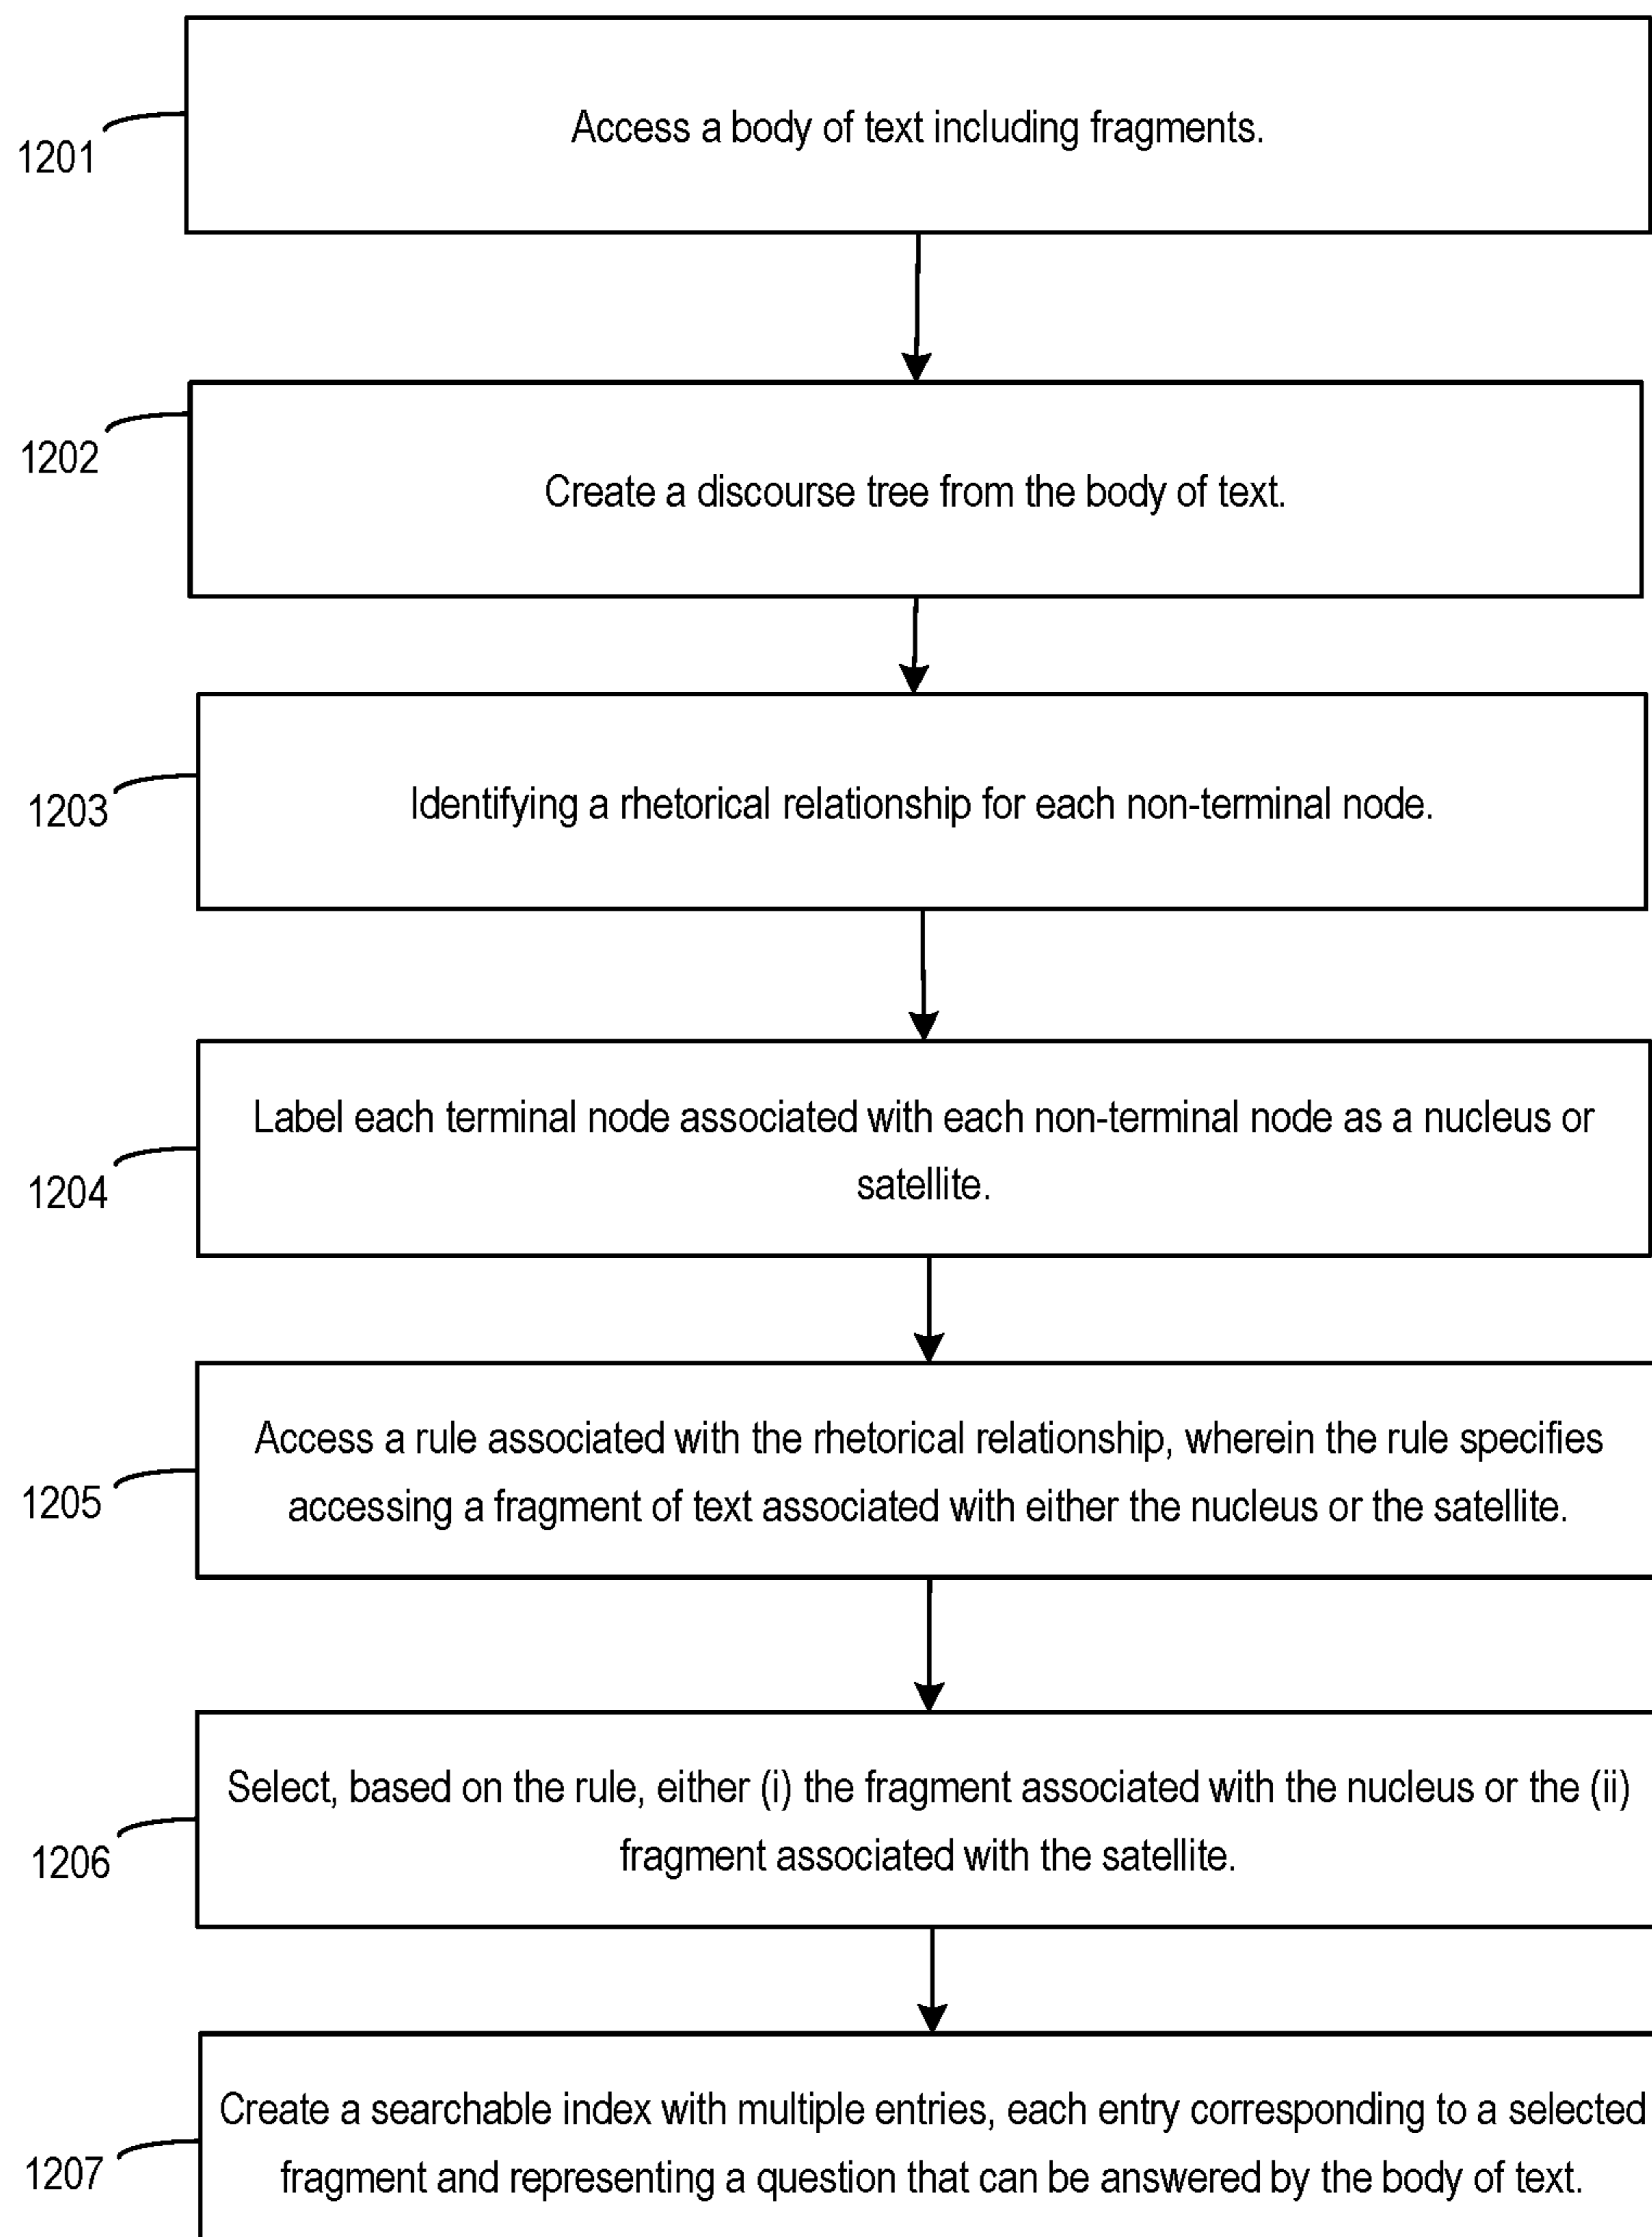 Access a body of text including fragments.
1201
Create a discourse tree from the body of text.
1202
Identifying a rhetorical relationship for each non-terminal node.
1203
Label each terminal node associated with each non-terminal node as a nucleus or
satellite.
1204
Access a rule associated with the rhetorical relationship, wherein the rule specifies
accessing a fragment of text associated with either the nucleus or the satellite.
1205
Select, based on the rule, either (i) the fragment associated with the nucleus or the (ii)
fragment associated with the satellite.
1206
Create a searchable index with multiple entries, each entry corresponding to a selected
fragment and representing a question that can be answered by the body of text.
1207